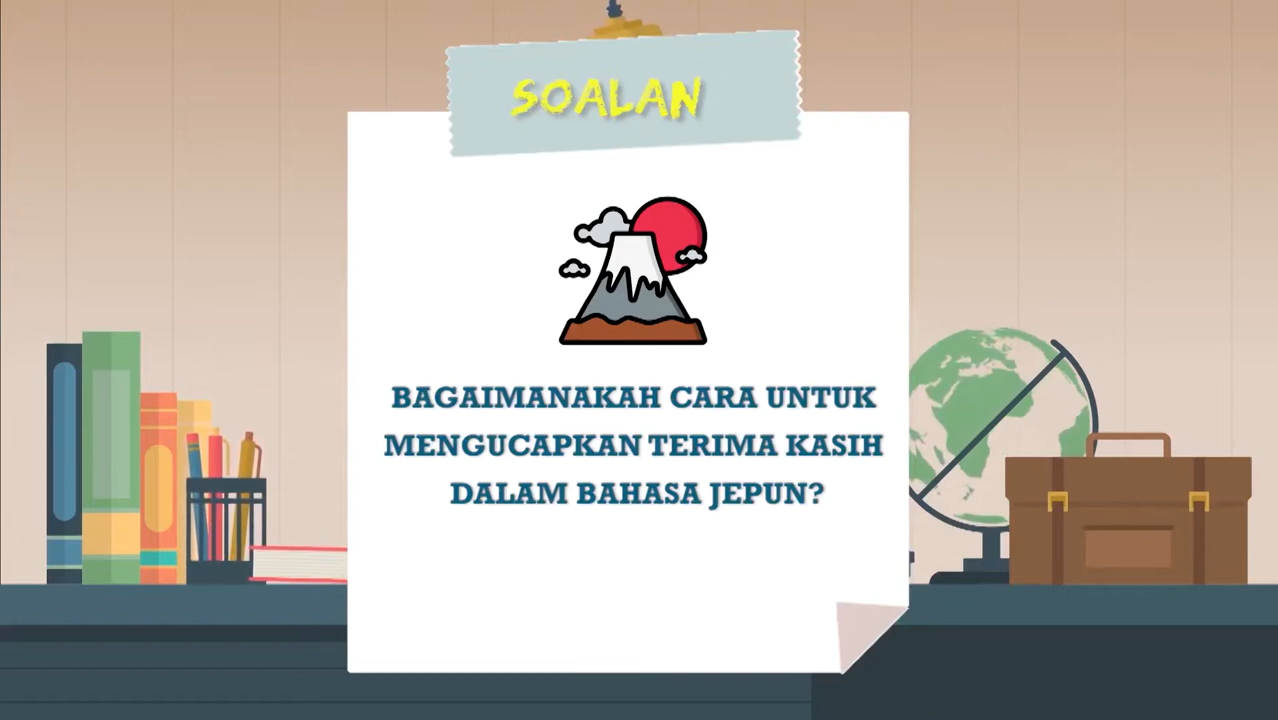 SOALAN
BAGAIMANAKAH CARA UNTUK
MENGUCAPKAN TERIMA KASIH
DALAM BAHASA JEPUN?